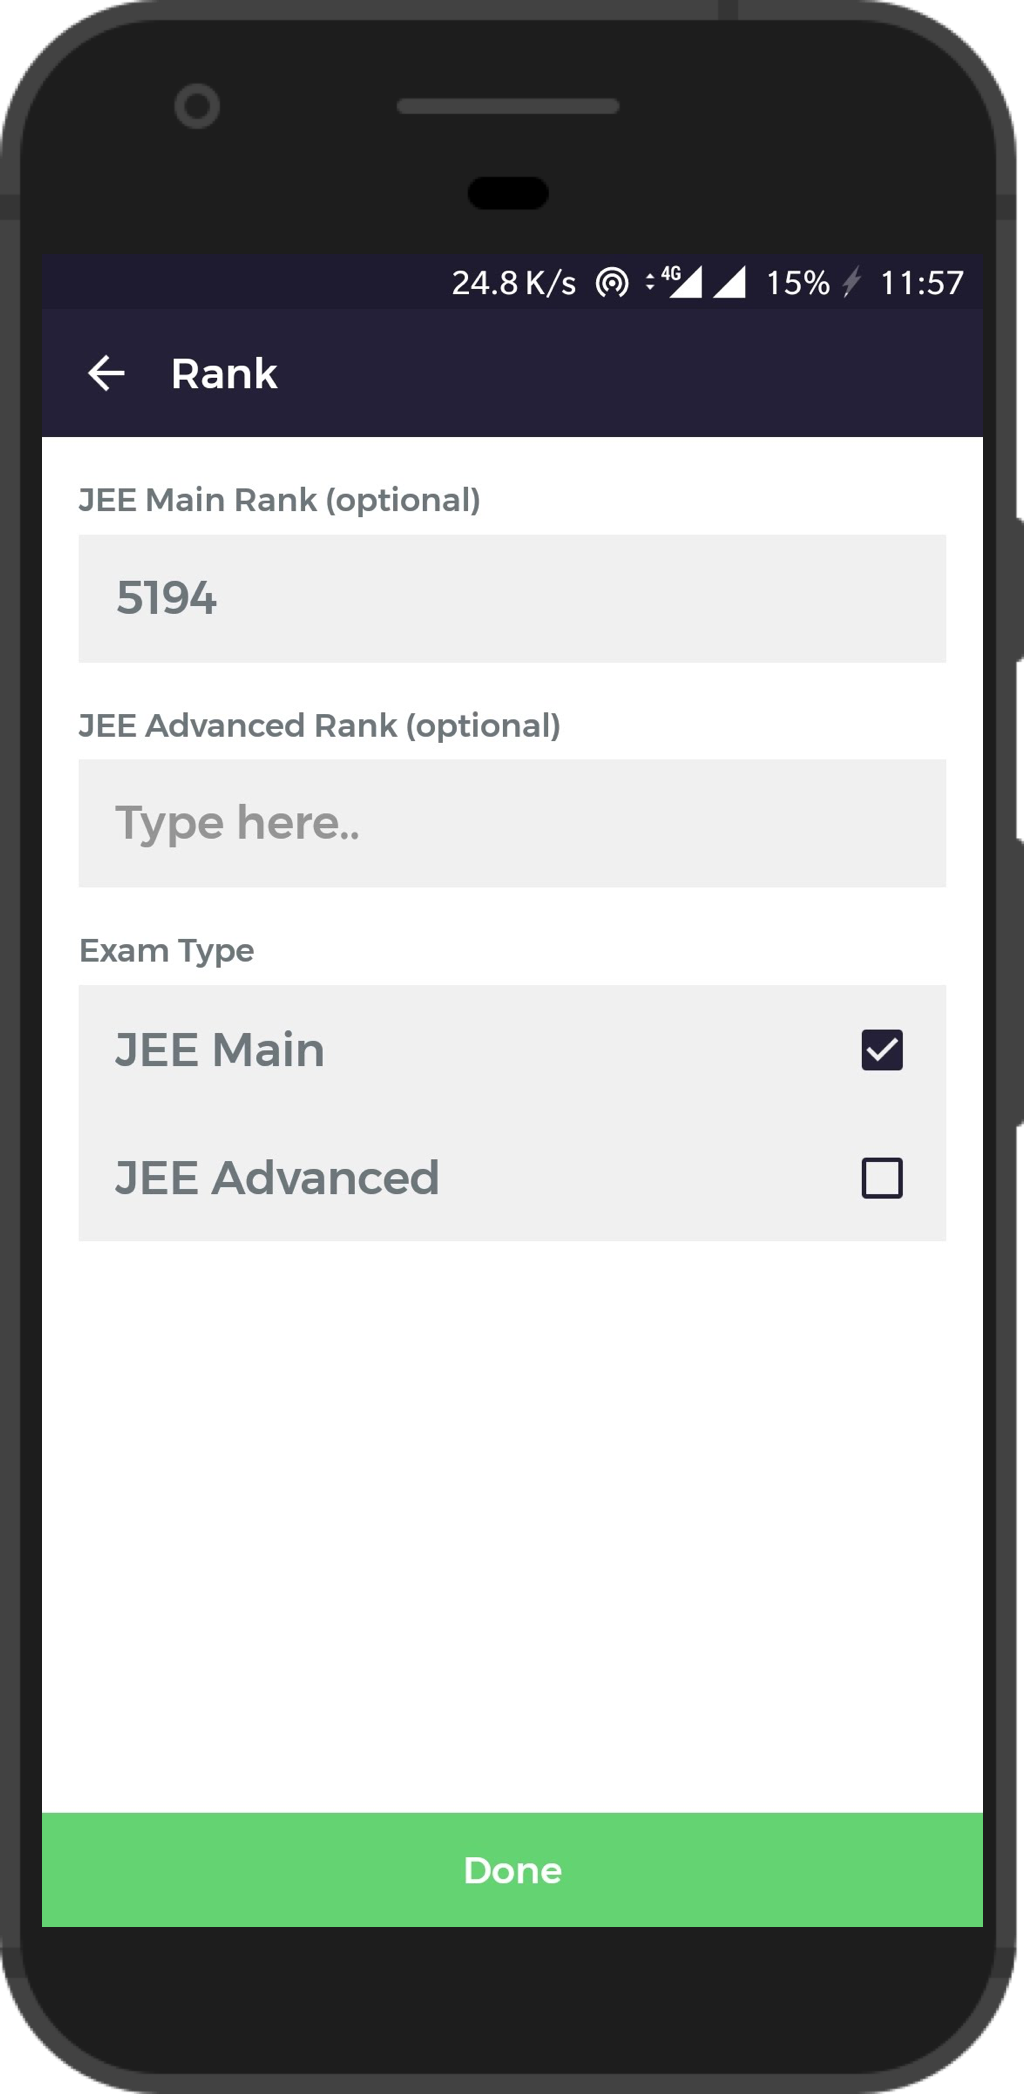 24.8 K/s 4G 15% 11:57
Rank
JEE Main Rank (optional)
5194
JEE Advanced Rank (optional)
Type here..
Exam Type
JEE Main
JEE Advanced
Done